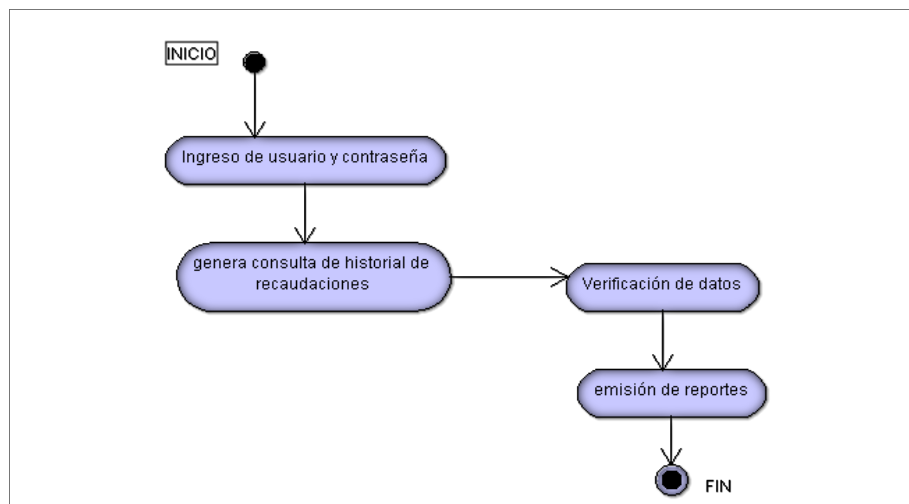 INICIO
Ingreso de usuario y contraseña
genera consulta de historial de
recaudaciones
Verificación de datos
emisión de reportes
FIN